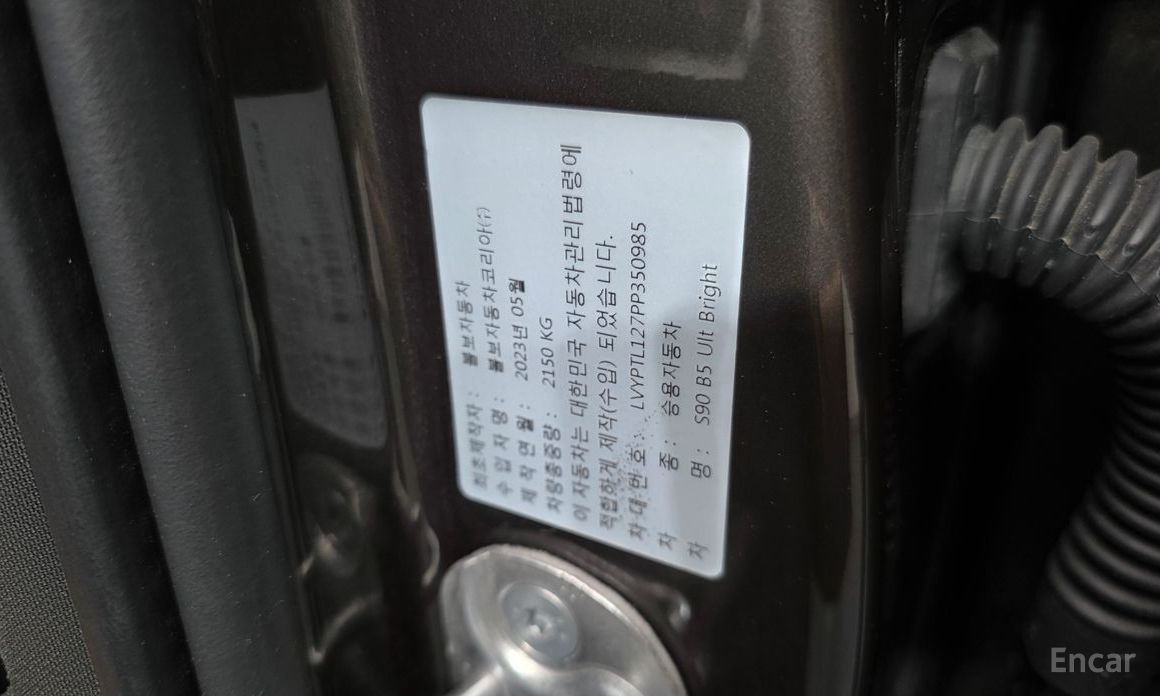 최초제작자 : 볼보자동차
수 입 자 명 : 볼보자동차코리아(주)
제 작 연 월 : 2023년 05월
차량총중량 : 2150 KG
이 자동차는 대한민국 자동차관리법령에
적합하게 제작(수입) 되었습니다.
차 대 번 호 : LVYPTL127PP350985
차 종 : 승용자동차
차 명 : S90 B5 Ult Bright
Encar